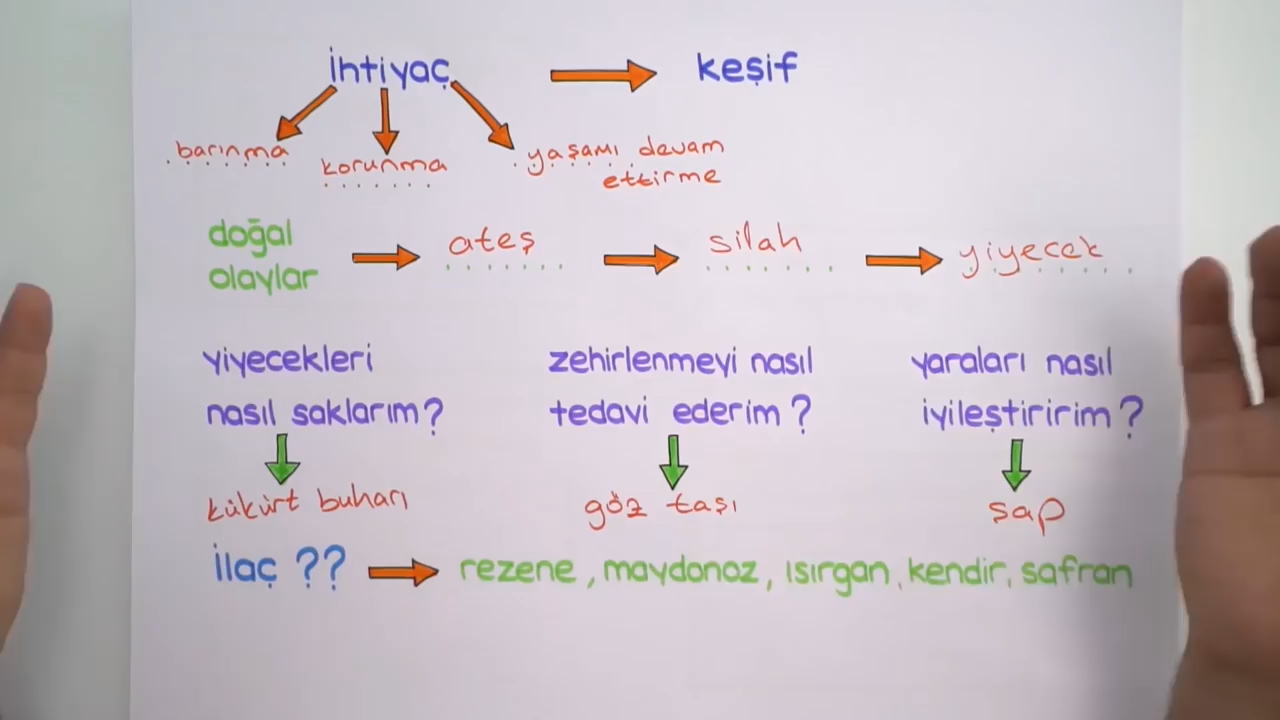 İhtiyaç → keşif
barınma korunma yaşamı devam
ettirme
doğal
olaylar → ateş → silah → yiyecek
yiyecekleri zehirlenmeyi nasıl yaraları nasıl
nasıl saklarım? tedavi ederim? iyileştiririm?
kükürt buharı göz taşı şap
İlaç ?? → rezene, maydonoz, ısırgan, kendir, safran